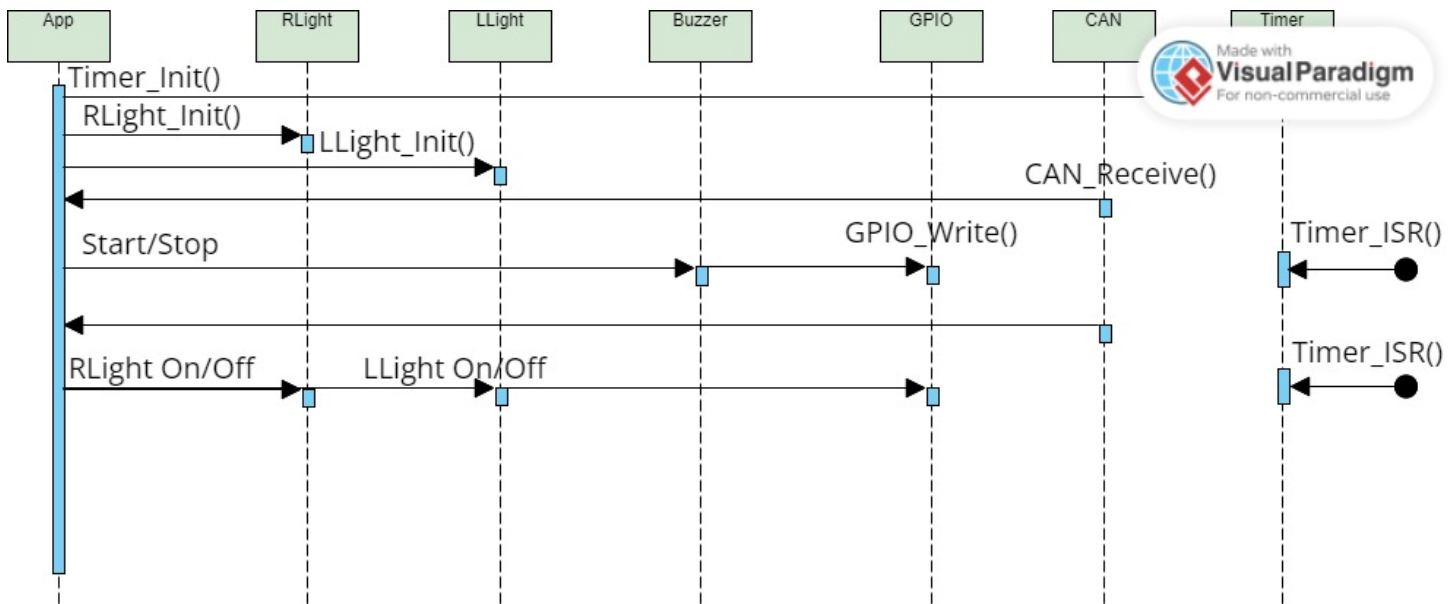 App
RLight
LLight
Buzzer
GPIO
CAN
Timer
Made with
Visual Paradigm
For non-commercial use
Timer_Init()
RLight_Init()
LLight_Init()
CAN_Receive()
Start/Stop
GPIO_Write()
Timer_ISR()
RLight On/Off
LLight On/Off
Timer_ISR()